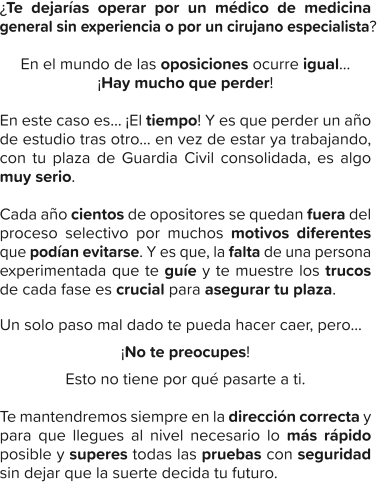 ¿Te dejarías operar por un médico de medicina
general sin experiencia o por un cirujano especialista?
En el mundo de las oposiciones ocurre igual...
¡Hay mucho que perder!
En este caso es... ¡El tiempo! Y es que perder un año
de estudio tras otro... en vez de estar ya trabajando,
con tu plaza de Guardia Civil consolidada, es algo
muy serio.
Cada año cientos de opositores se quedan fuera del
proceso selectivo por muchos motivos diferentes
que podían evitarse. Y es que, la falta de una persona
experimentada que te guíe y te muestre los trucos
de cada fase es crucial para asegurar tu plaza.
Un solo paso mal dado te pueda hacer caer, pero...
¡No te preocupes!
Esto no tiene por qué pasarte a ti.
Te mantendremos siempre en la dirección correcta y
para que llegues al nivel necesario lo más rápido
posible y superes todas las pruebas con seguridad
sin dejar que la suerte decida tu futuro.